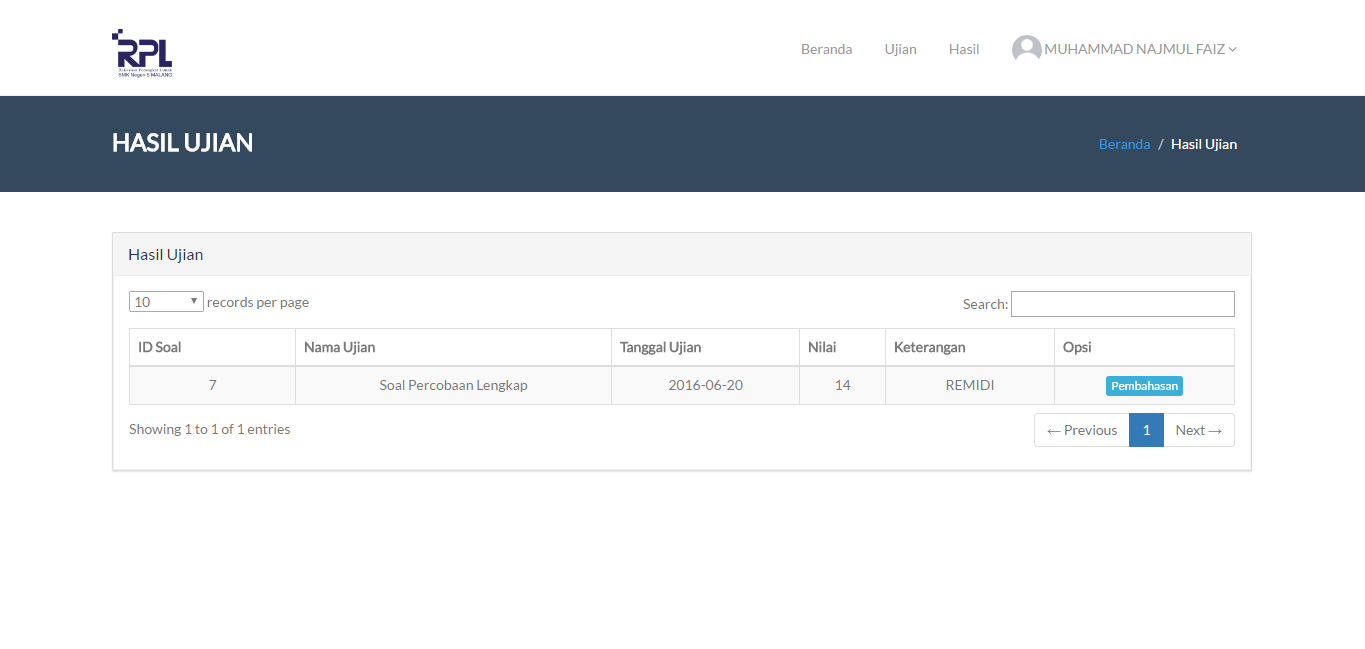 RPL
Rekayasa Perangkat Lunak
SMK Negeri 5 MALANG
Beranda Ujian Hasil MUHAMMAD NAJMUL FAIZ
HASIL UJIAN
Beranda / Hasil Ujian
Hasil Ujian
10 records per page
Search:
ID Soal Nama Ujian Tanggal Ujian Nilai Keterangan Opsi
7 Soal Percobaan Lengkap 2016-06-20 14 REMIDI Pembahasan
Showing 1 to 1 of 1 entries
← Previous 1 Next →